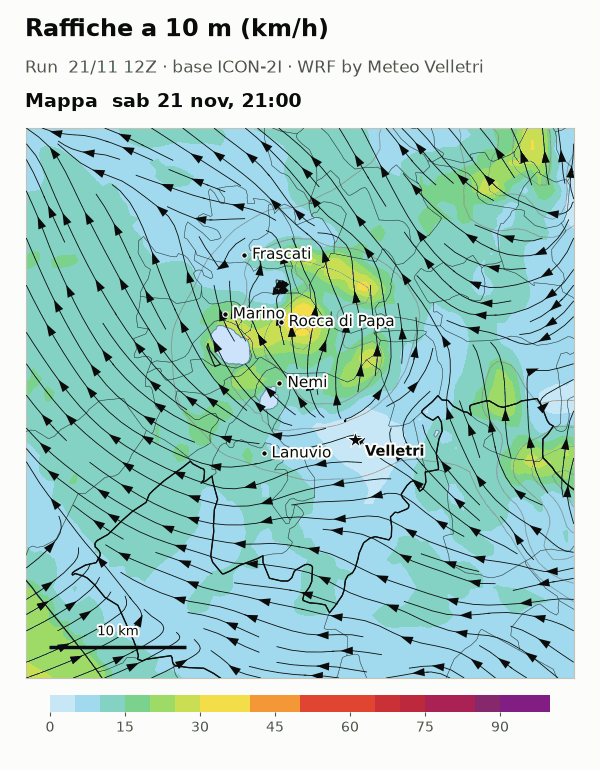 Raffiche a 10 m (km/h)
Run 21/11 12Z · base ICON-2I · WRF by Meteo Velletri
Mappa sab 21 nov, 21:00
Frascati
Marino
Rocca di Papa
Nemi
Velletri
Lanuvio
10 km
0 15 30 45 60 75 90